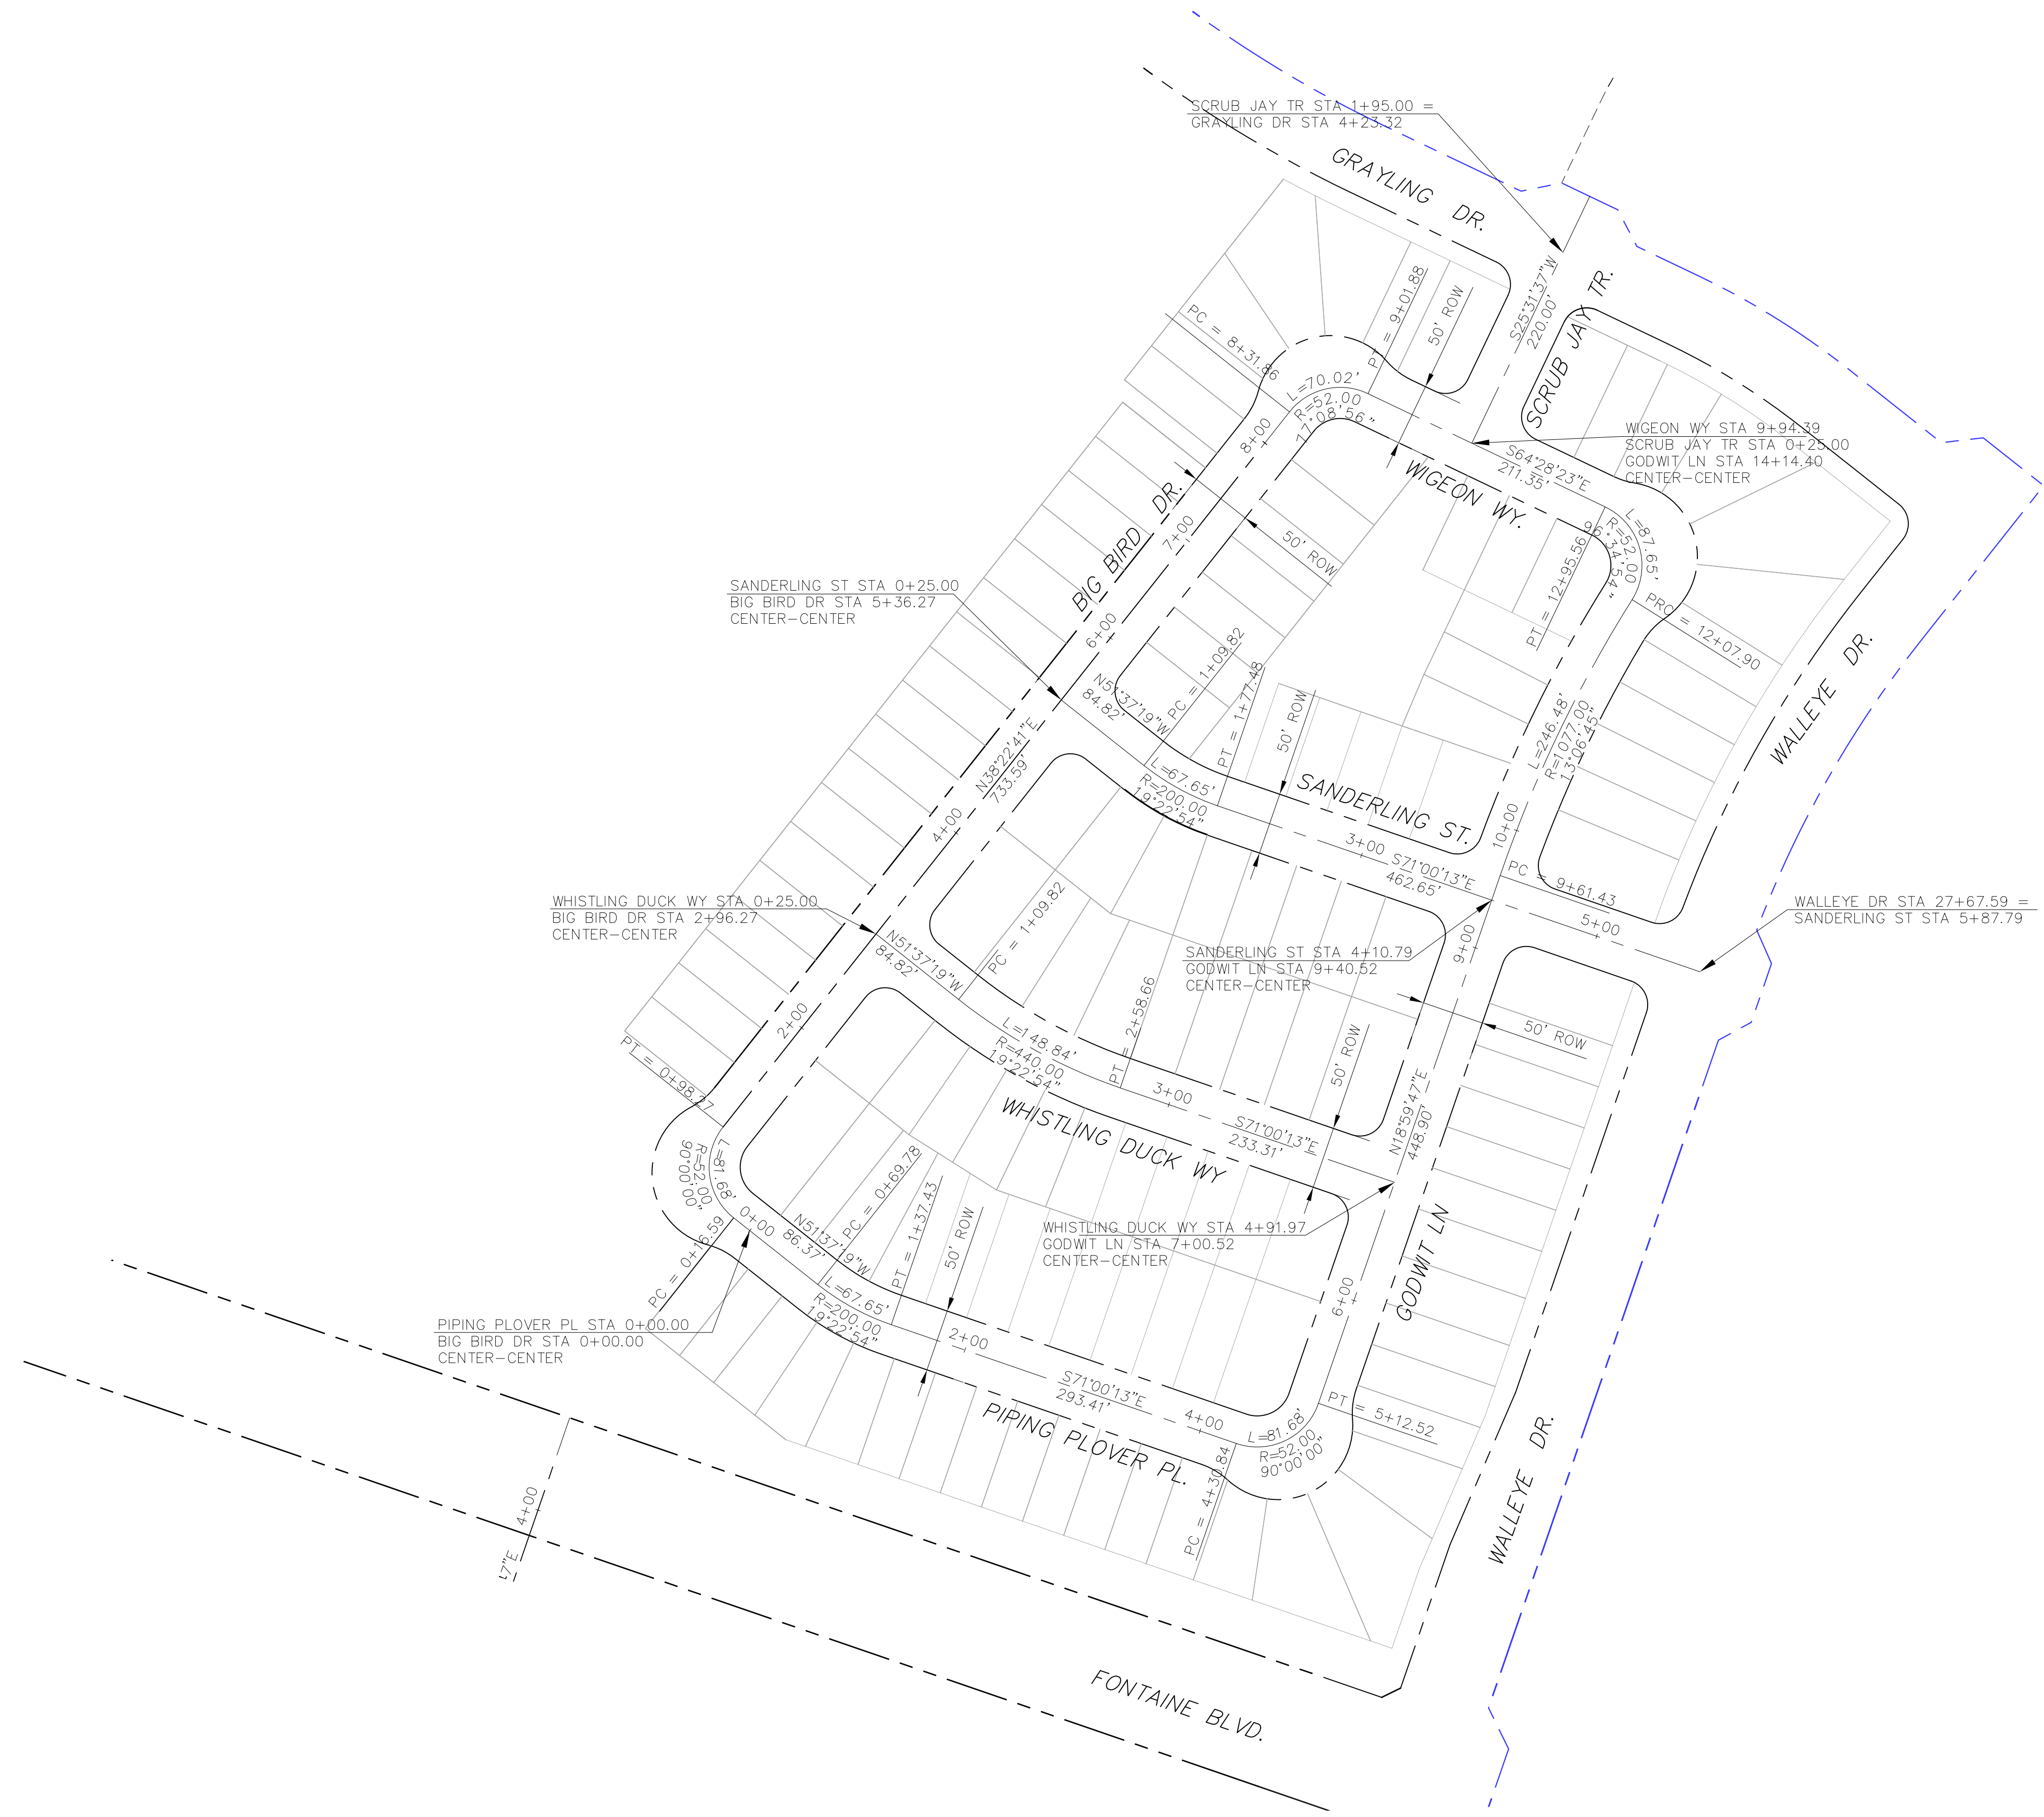 SCRUB JAY TR STA 1+95.00 =
GRAYLING DR STA 4+23.32
GRAYLING DR.
S25°31'37"W
220.00'
SCRUB JAY TR.
PC = 8+31.86
PT = 9+01.88
50' ROW
L=70.02'
R=52.00
77°08'56"
8+00
WIGEON WY STA 9+94.39
SCRUB JAY TR STA 0+25.00
GODWIT LN STA 14+14.40
CENTER-CENTER
S64°28'23"E
211.35'
WIGEON WY.
L=87.65'
R=52.00
96°34'54"
PT = 12+95.56
PRC = 12+07.90
BIG BIRD DR.
7+00
50' ROW
SANDERLING ST STA 0+25.00
BIG BIRD DR STA 5+36.27
CENTER-CENTER
6+00
N51°37'19"W
84.82'
PC = 1+09.82
PT = 1+77.48
50' ROW
L=246.48'
R=1077.00
13°06'45"
WALLEYE DR.
N38°22'41"E
733.59'
L=67.65'
R=200.00
19°22'54"
SANDERLING ST.
4+00
3+00
S71°00'13"E
462.65'
10+00
PC = 9+61.43
5+00
WALLEYE DR STA 27+67.59 =
SANDERLING ST STA 5+87.79
WHISTLING DUCK WY STA 0+25.00
BIG BIRD DR STA 2+96.27
CENTER-CENTER
N51°37'19"W
84.82'
PC = 1+09.82
SANDERLING ST STA 4+10.79
GODWIT LN STA 9+40.52
CENTER-CENTER
9+00
50' ROW
2+00
L=148.84'
R=440.00
19°22'54"
PT = 2+58.66
50' ROW
3+00
PT = 0+98.27
WHISTLING DUCK WY
S71°00'13"E
233.31'
N18°59'47"E
448.90'
L=81.68'
R=52.00
90°00'00"
PC = 0+16.59
0+00
N51°37'19"W
86.37'
PC = 0+69.78
PT = 1+37.43
50' ROW
WHISTLING DUCK WY STA 4+91.97
GODWIT LN STA 7+00.52
CENTER-CENTER
GODWIT LN
6+00
PIPING PLOVER PL STA 0+00.00
BIG BIRD DR STA 0+00.00
CENTER-CENTER
L=67.65'
R=200.00
19°22'54"
2+00
S71°00'13"E
293.41'
4+00
PIPING PLOVER PL.
L=81.68'
R=52.00
90°00'00"
PT = 5+12.52
PC = 4+30.84
WALLEYE DR.
4+00
7"E
FONTAINE BLVD.